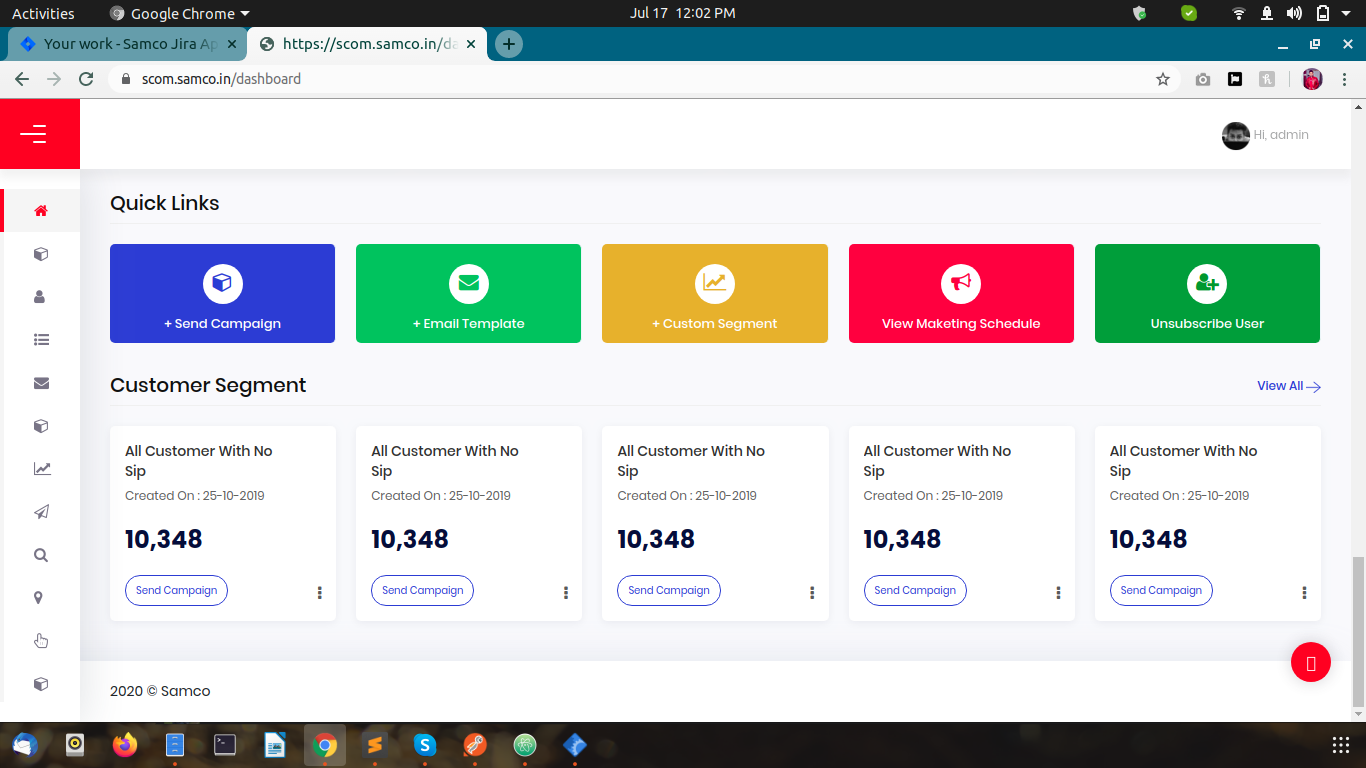 Activities
Google Chrome
Jul 17 12:02 PM
Your work - Samco Jira Ap
https://scom.samco.in/da
scom.samco.in/dashboard
Hi, admin
Quick Links
+ Send Campaign
+ Email Template
+ Custom Segment
View Maketing Schedule
Unsubscribe User
Customer Segment
View All
All Customer With No
Sip
Created On : 25-10-2019
10,348
Send Campaign
All Customer With No
Sip
Created On : 25-10-2019
10,348
Send Campaign
All Customer With No
Sip
Created On : 25-10-2019
10,348
Send Campaign
All Customer With No
Sip
Created On : 25-10-2019
10,348
Send Campaign
All Customer With No
Sip
Created On : 25-10-2019
10,348
Send Campaign
2020 © Samco